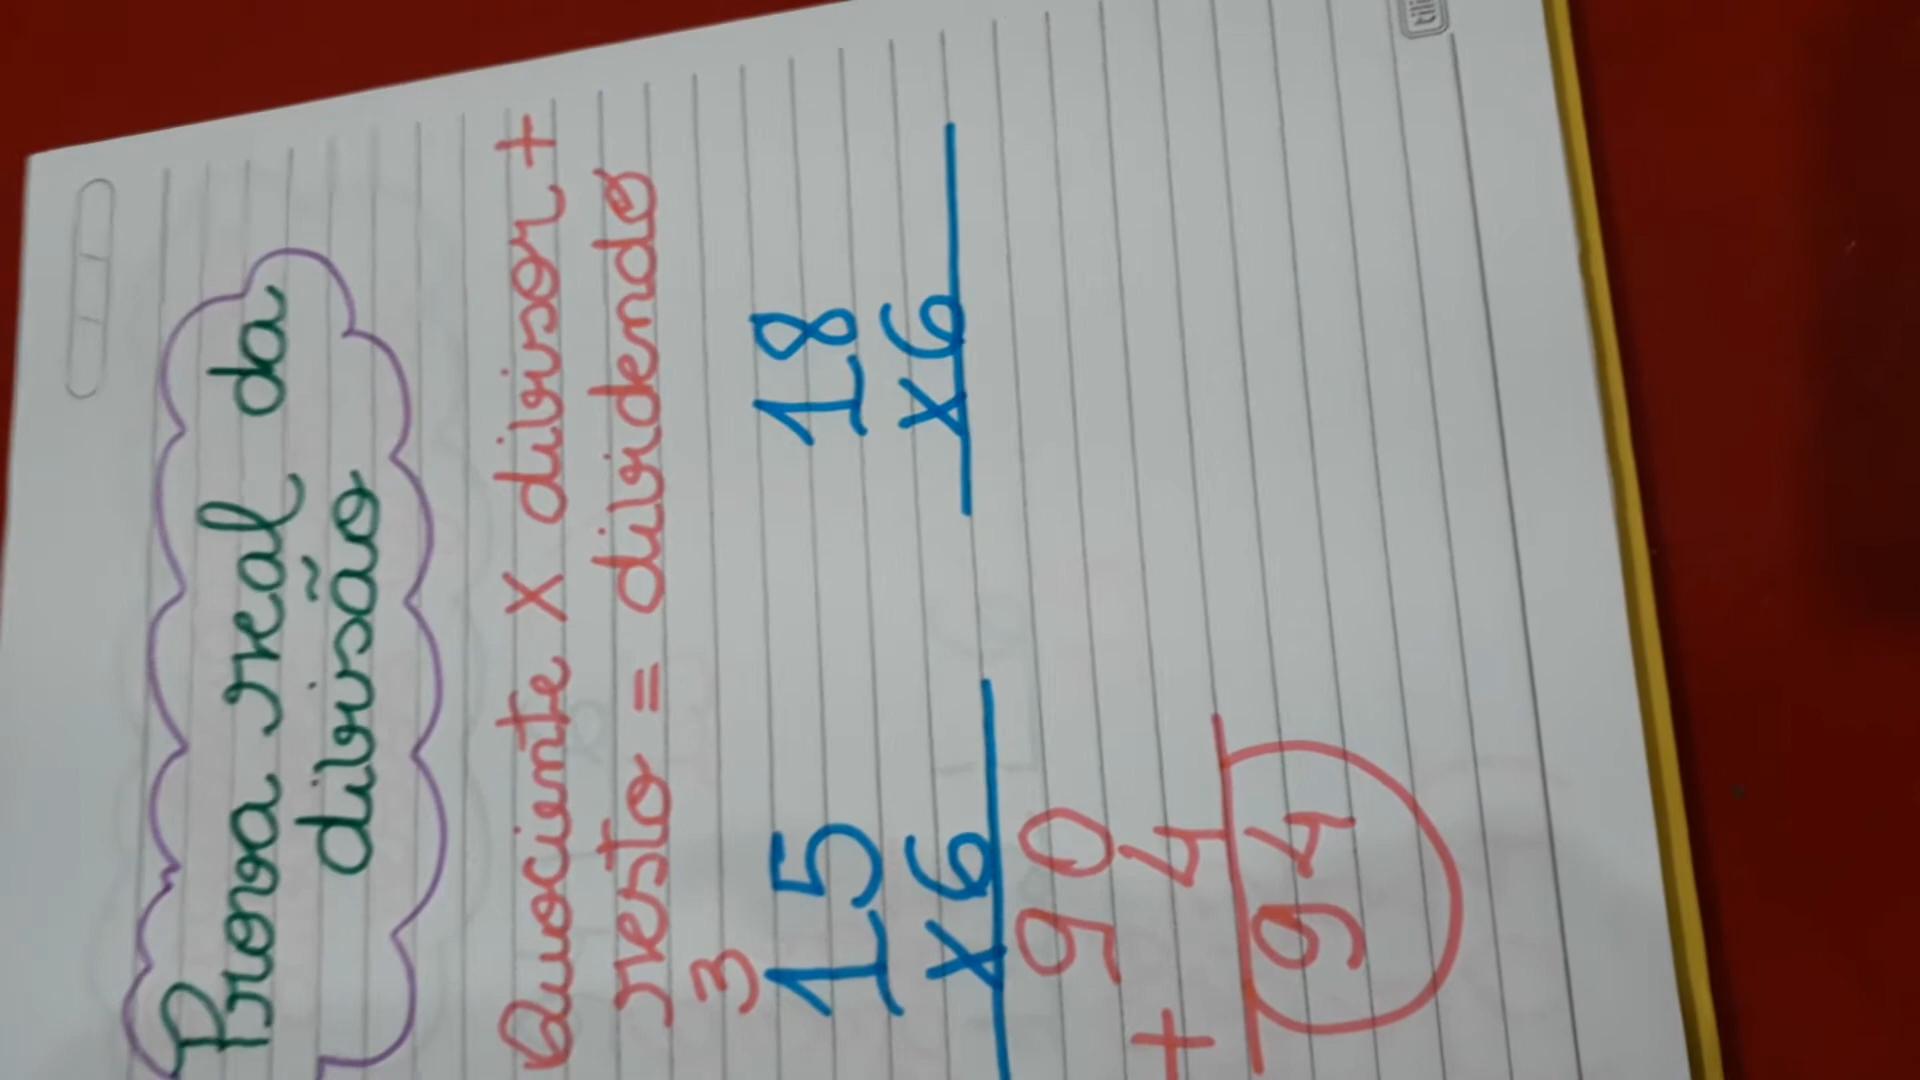 Prova real da
divisão
Quociente x divisor +
resto = dividendo
3
15
x6
90
+ 4
94
18
x6